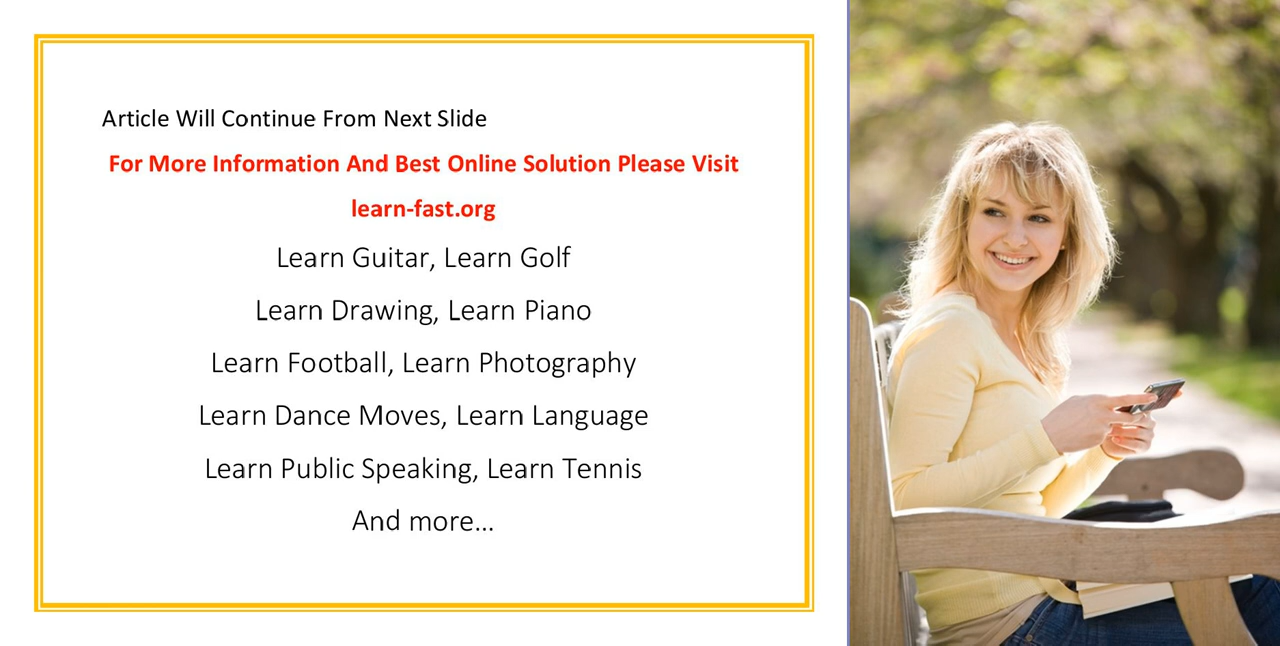 Article Will Continue From Next Slide
For More Information And Best Online Solution Please Visit
learn-fast.org
Learn Guitar, Learn Golf
Learn Drawing, Learn Piano
Learn Football, Learn Photography
Learn Dance Moves, Learn Language
Learn Public Speaking, Learn Tennis
And more...